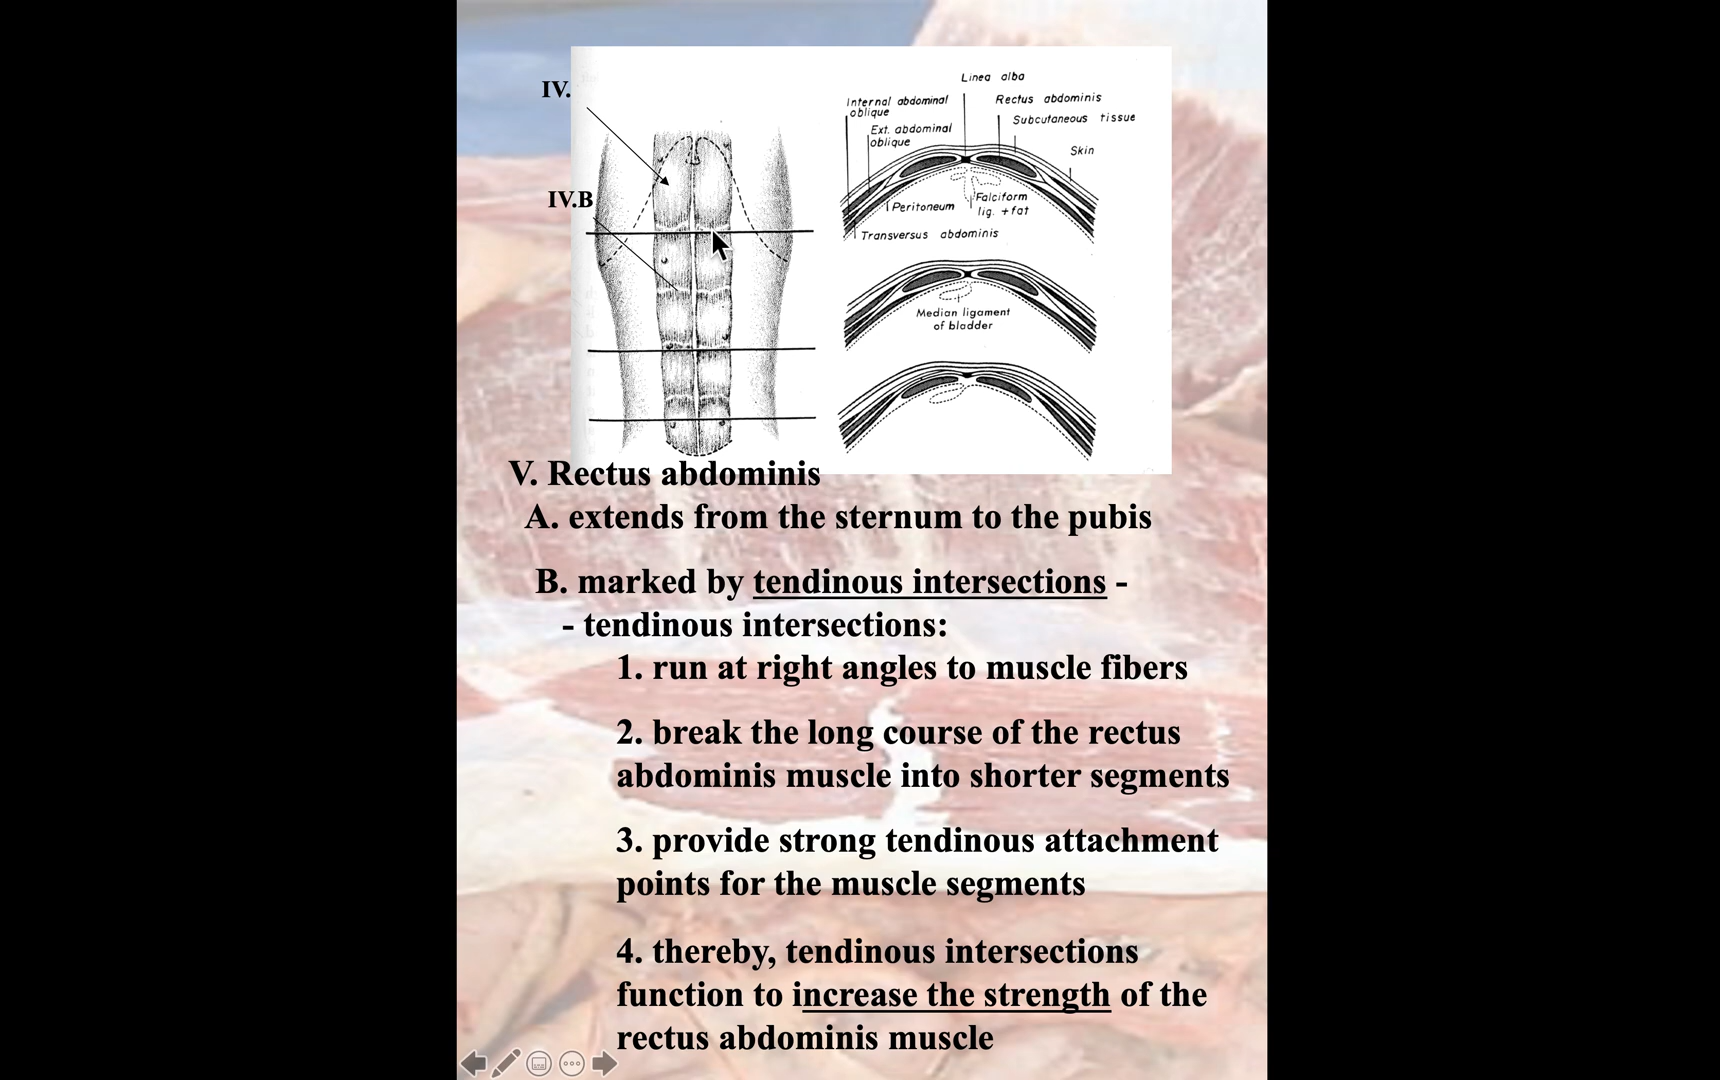 IV.
IV.B
Linea alba
Internal abdominal
oblique
Rectus abdominis
Subcutaneous tissue
Ext. abdominal
oblique
Skin
Peritoneum
Falciform
lig. + fat
Transversus abdominis
Median ligament
of bladder
V. Rectus abdominis
A. extends from the sternum to the pubis
B. marked by tendinous intersections -
- tendinous intersections:
1. run at right angles to muscle fibers
2. break the long course of the rectus
abdominis muscle into shorter segments
3. provide strong tendinous attachment
points for the muscle segments
4. thereby, tendinous intersections
function to increase the strength of the
rectus abdominis muscle